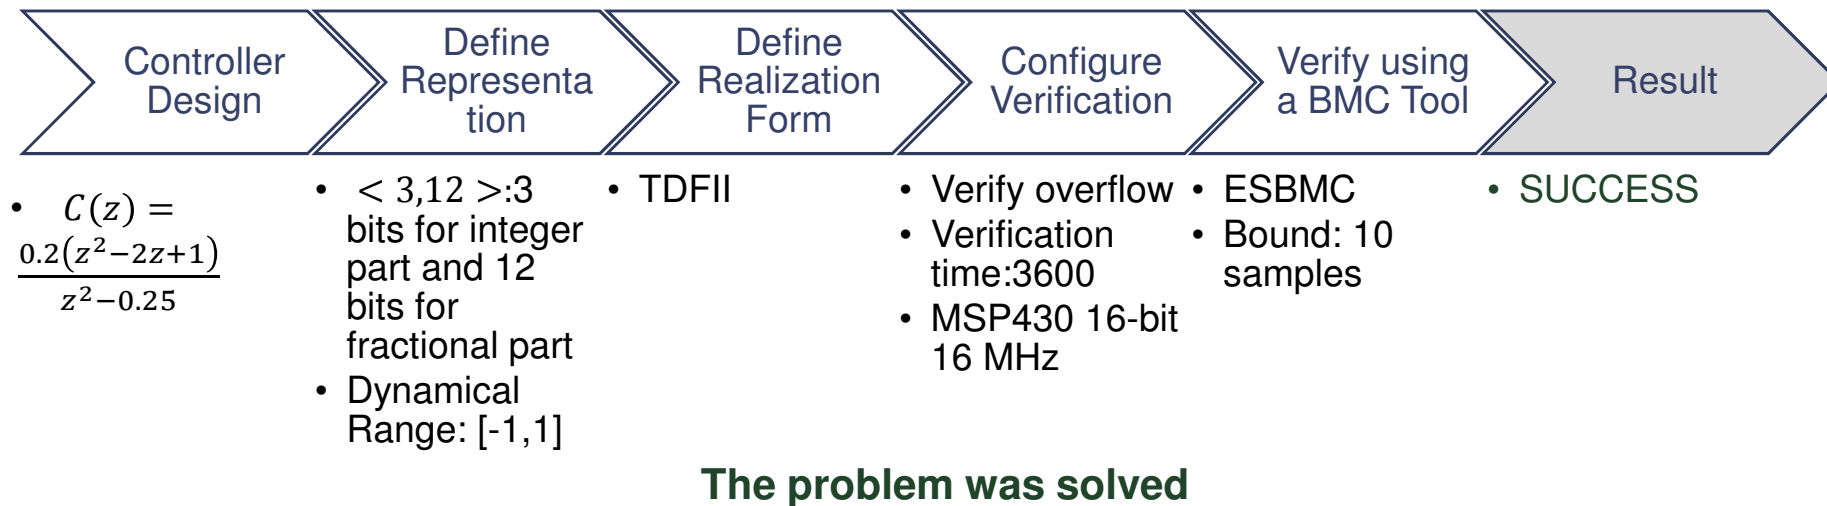 Controller
Design
Define
Representa
tion
Define
Realization
Form
Configure
Verification
Verify using
a BMC Tool
Result
• C(z) =
0.2(z²−2z+1)
z²−0.25
• < 3,12 >:3
bits for integer
part and 12
bits for
fractional part
• Dynamical
Range: [-1,1]
• TDFII
• Verify overflow
• Verification
time:3600
• MSP430 16-bit
16 MHz
• ESBMC
• Bound: 10
samples
• SUCCESS
The problem was solved